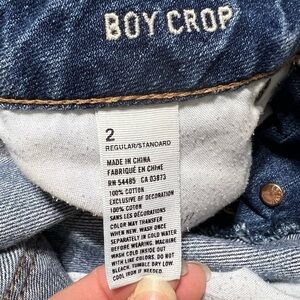 BOY CROP
2
REGULAR/STANDARD
MADE IN CHINA
FABRIQUÉ EN CHINE
RN 54485 CA 03873
100% COTTON
EXCLUSIVE OF DECORATION
100% COTON
SANS LES DÉCORATIONS
COLOR MAY TRANSFER
WHEN NEW. WASH ONCE
SEPARATELY IN COLD WATER
BEFORE WEARING. MACHINE
WASH COLD INSIDE OUT
WITH LIKE COLORS. DO NOT
BLEACH. TUMBLE DRY LOW
COOL IRON IF NEEDED.